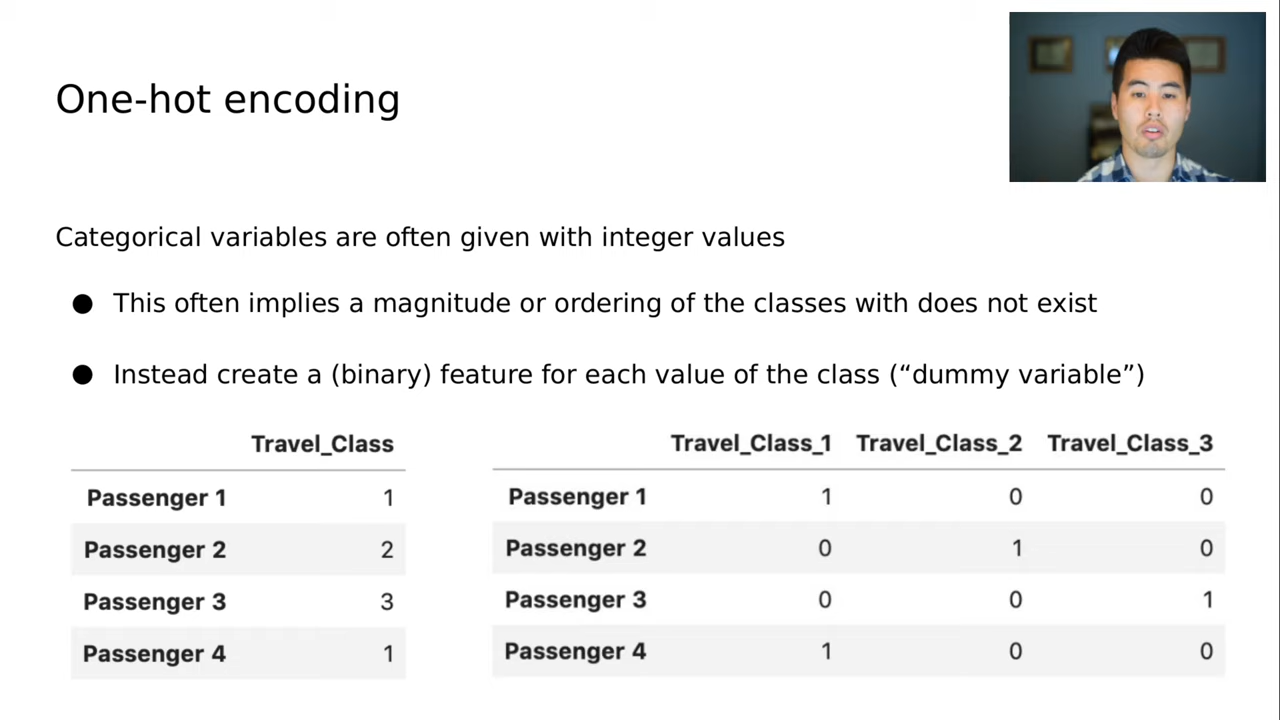 One-hot encoding
Categorical variables are often given with integer values
● This often implies a magnitude or ordering of the classes with does not exist
● Instead create a (binary) feature for each value of the class (“dummy variable”)
Travel_Class
Passenger 1 1
Passenger 2 2
Passenger 3 3
Passenger 4 1
Travel_Class_1 Travel_Class_2 Travel_Class_3
Passenger 1 1 0 0
Passenger 2 0 1 0
Passenger 3 0 0 1
Passenger 4 1 0 0